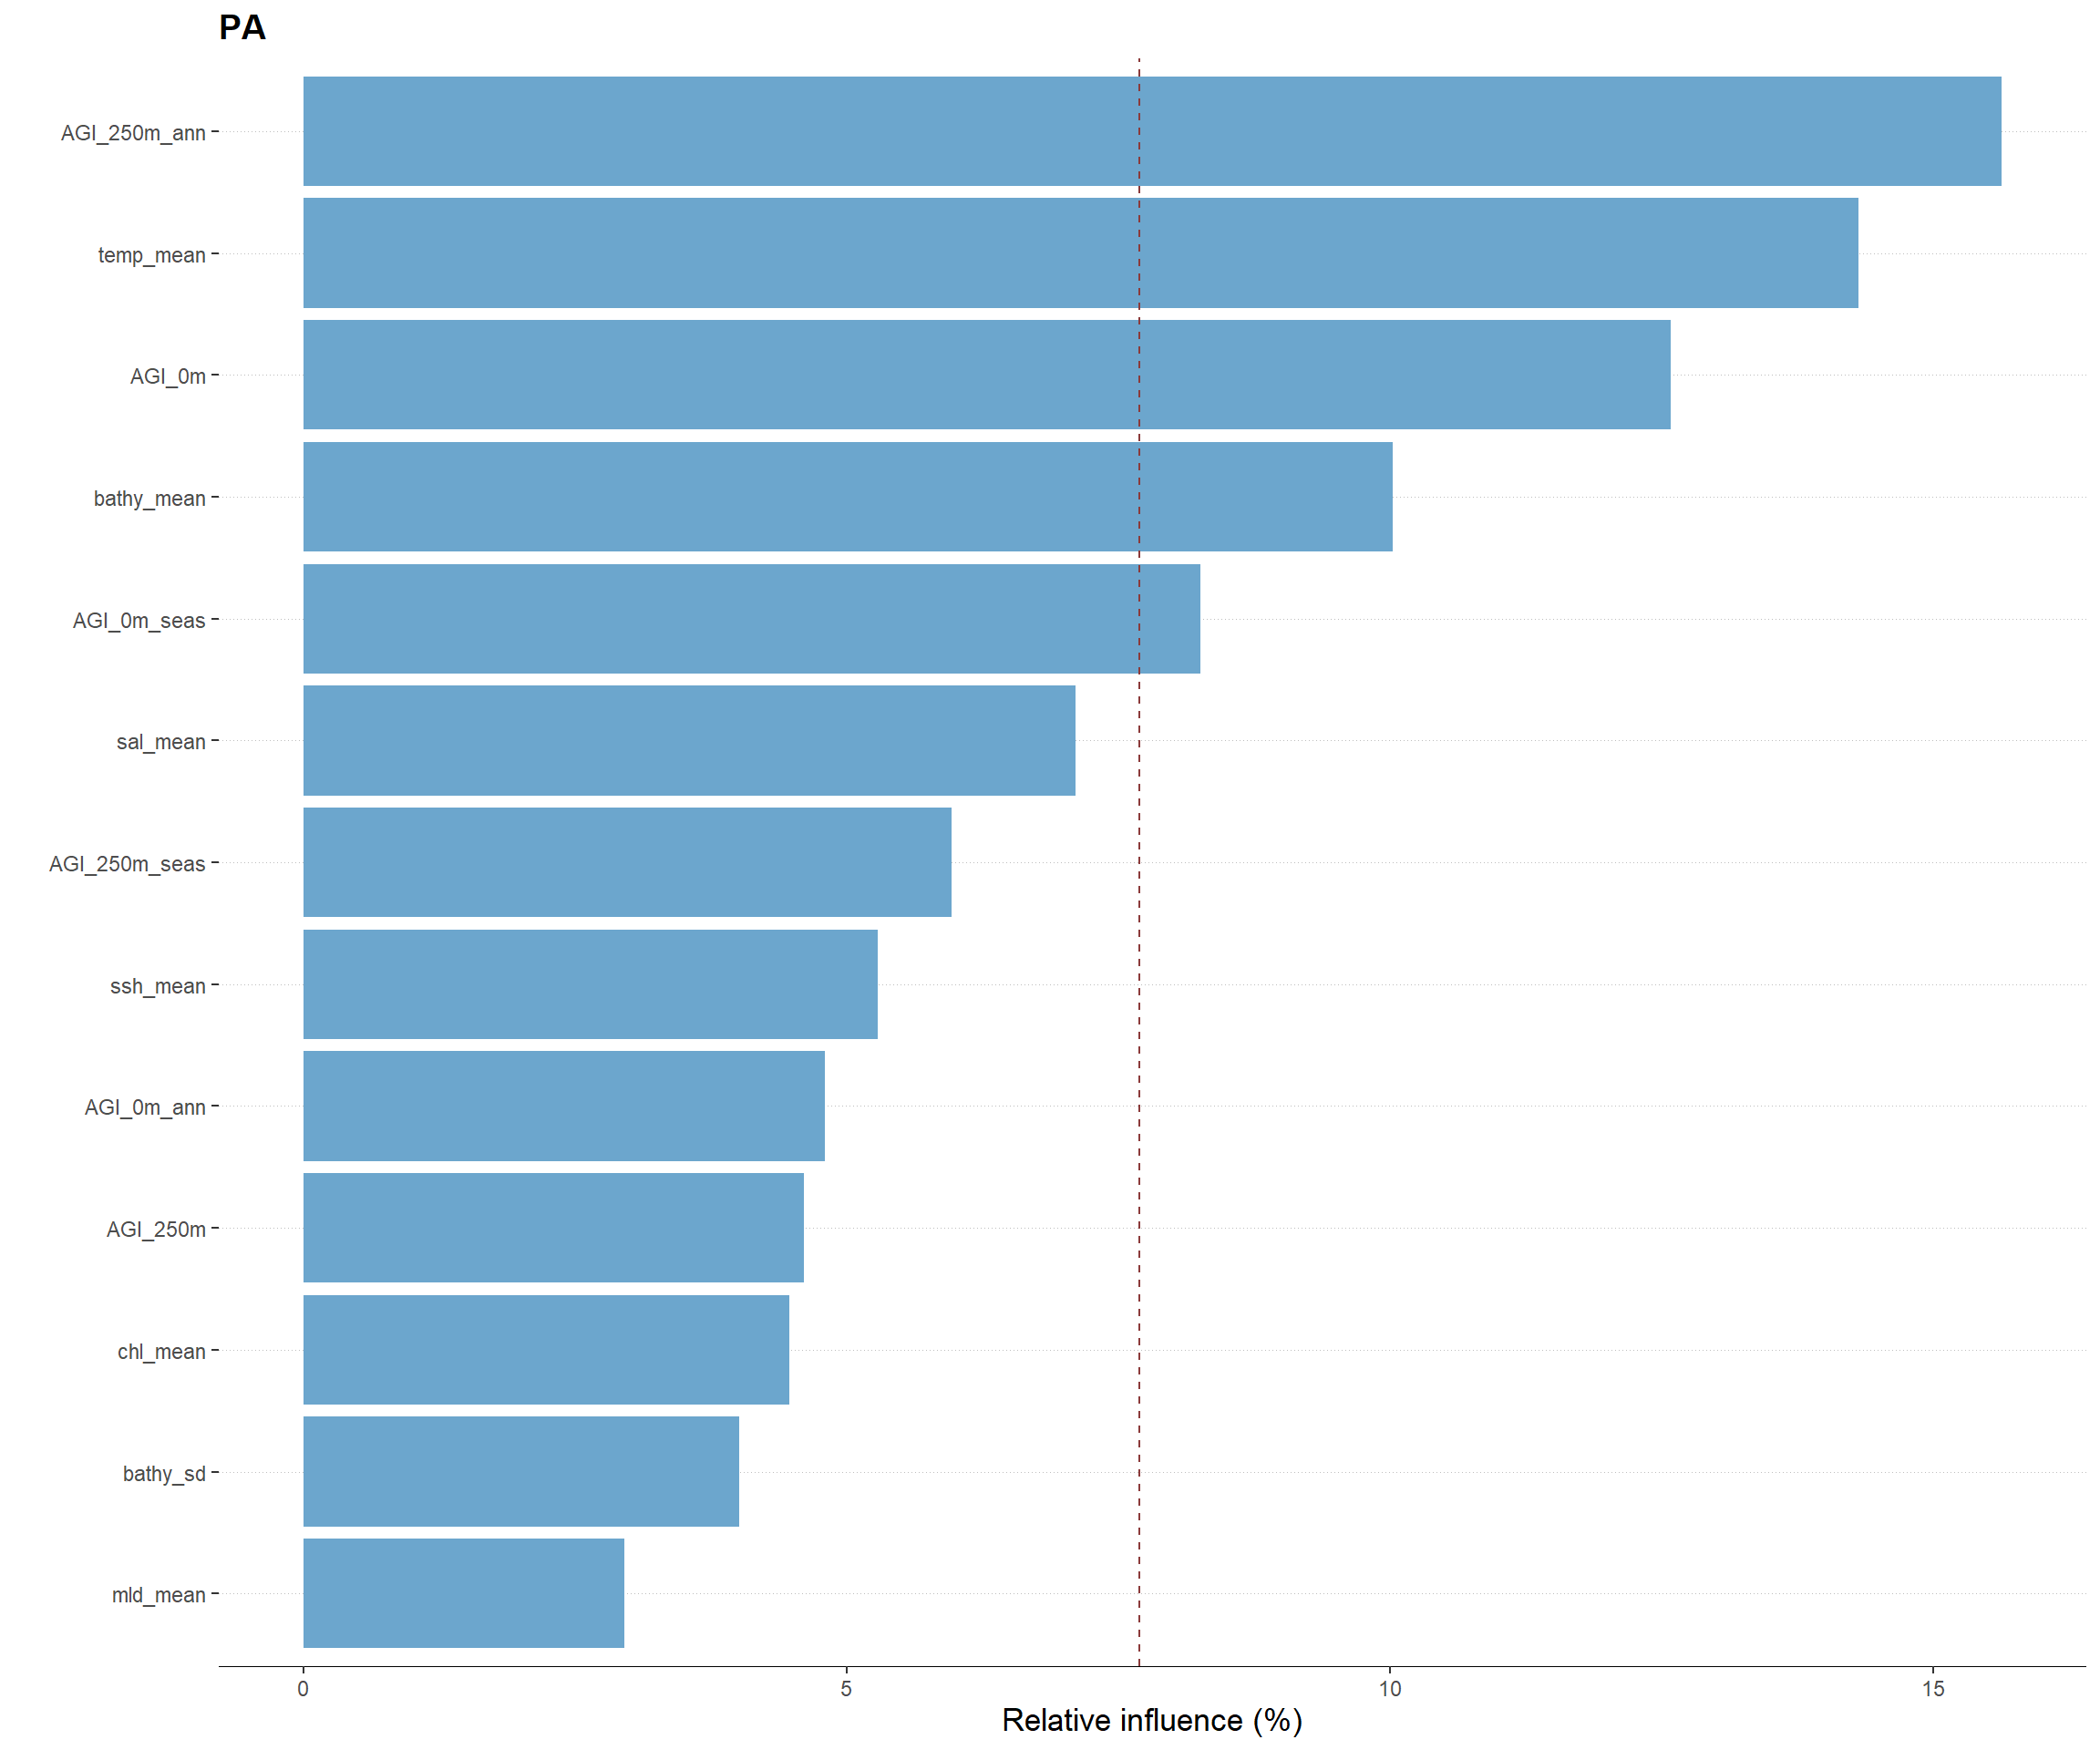 PA
AGI_250m_ann
temp_mean
AGI_0m
bathy_mean
AGI_0m_seas
sal_mean
AGI_250m_seas
ssh_mean
AGI_0m_ann
AGI_250m
chl_mean
bathy_sd
mld_mean
0 5 10 15
Relative influence (%)